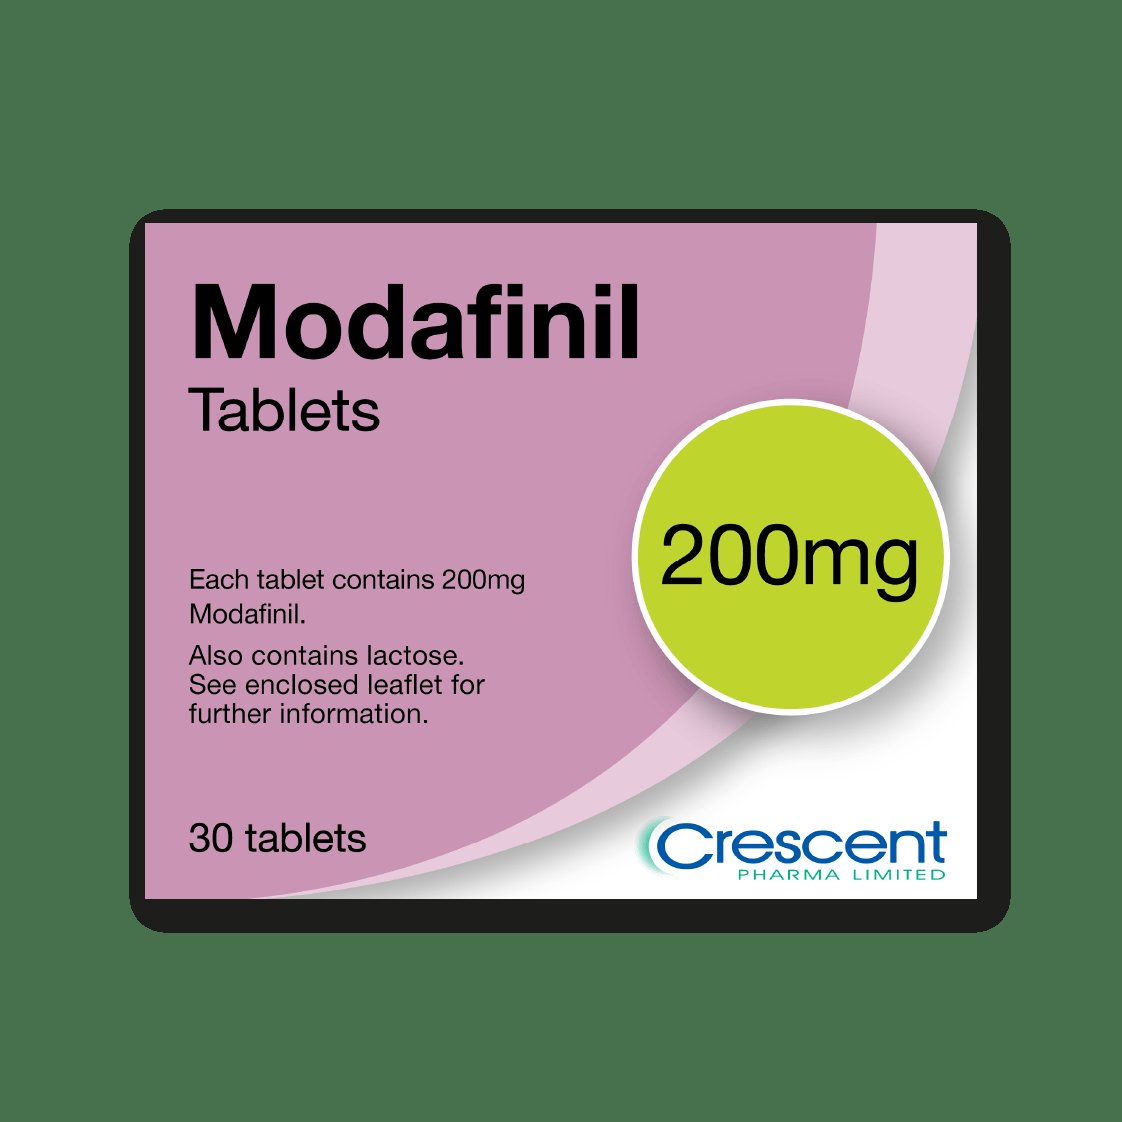 Modafinil
Tablets
200mg
Each tablet contains 200mg
Modafinil.
Also contains lactose.
See enclosed leaflet for
further information.
30 tablets
Crescent
PHARMA LIMITED